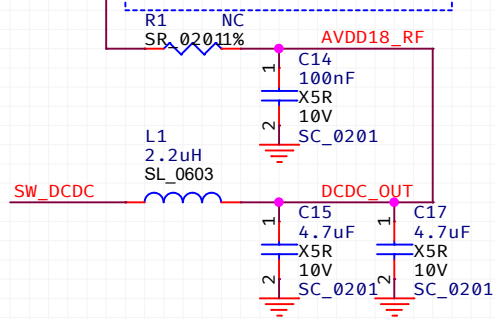 R1 NC
SR_0201 1%
AVDD18_RF
1
C14
100nF
X5R
10V
2
SC_0201
L1
2.2uH
SL_0603
SW_DCDC
DCDC_OUT
1
C15
4.7uF
X5R
10V
2
SC_0201
1
C17
4.7uF
X5R
10V
2
SC_0201